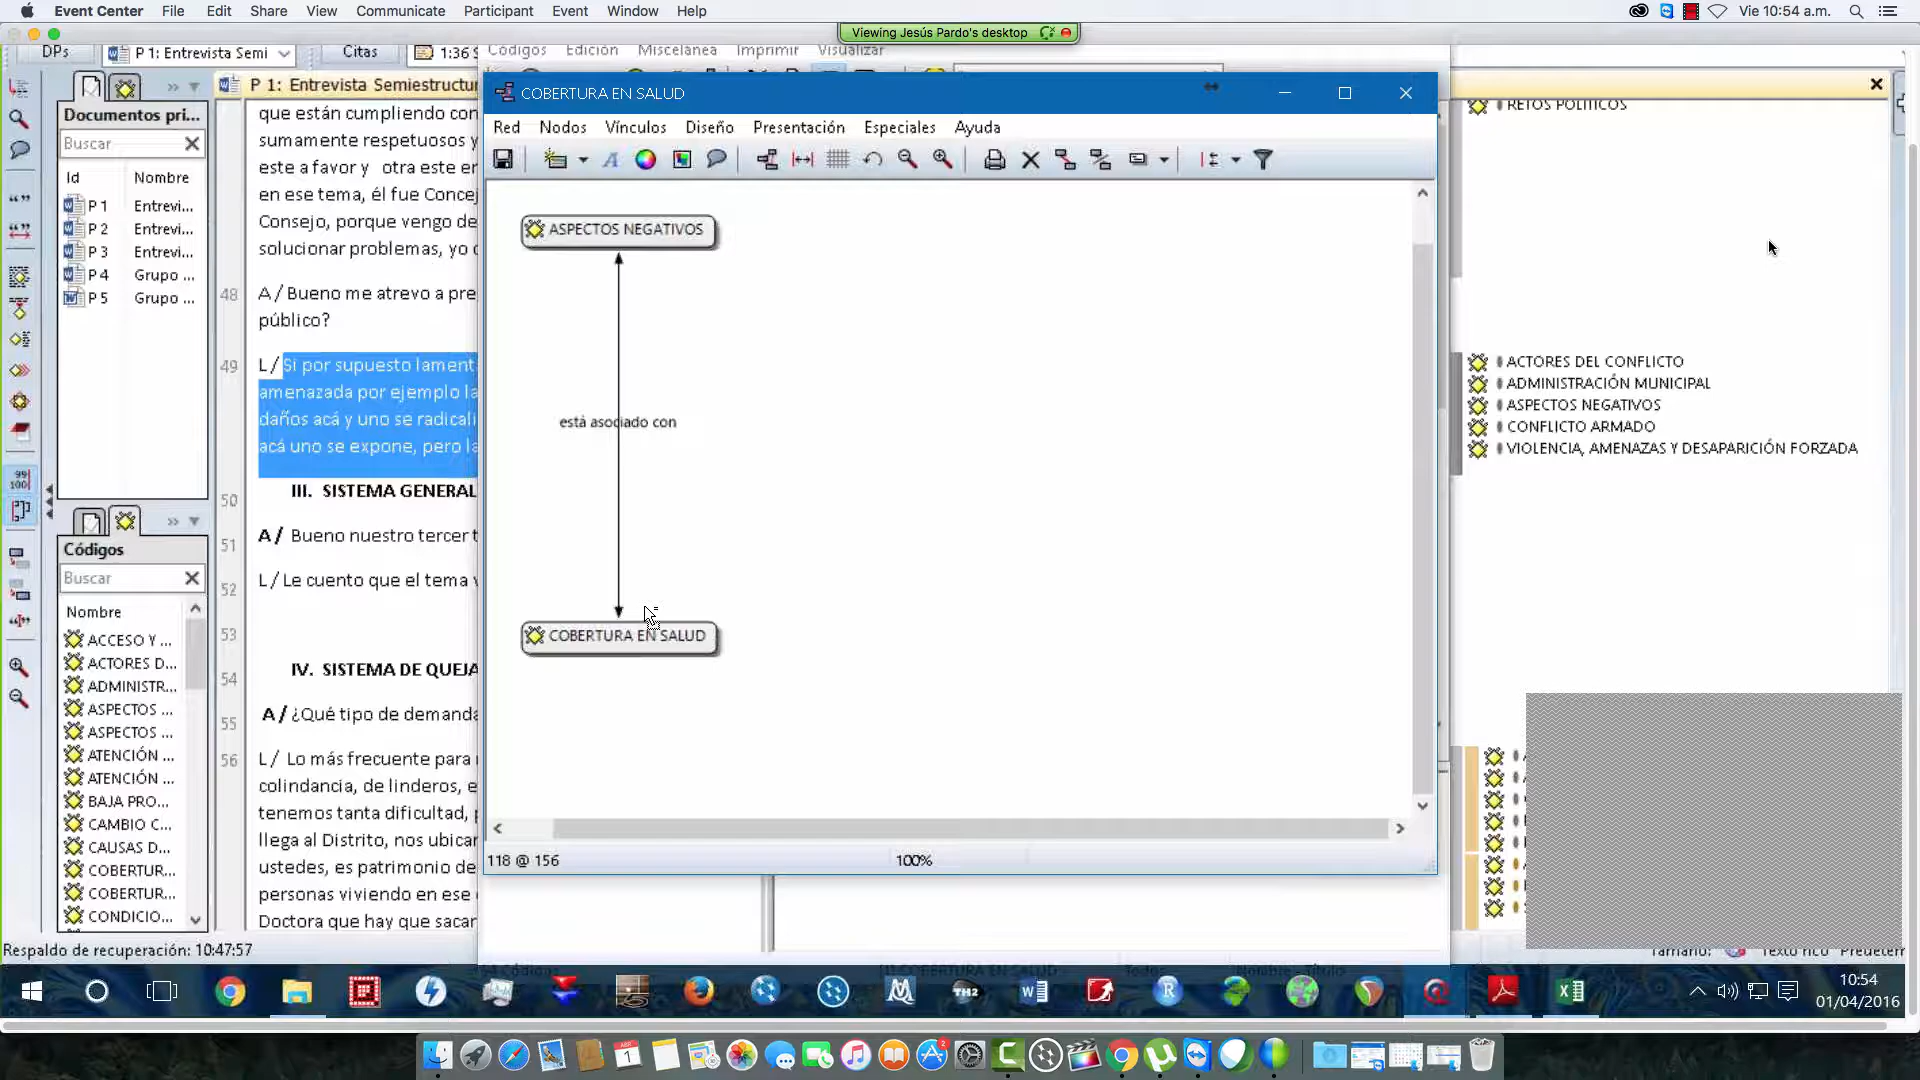 Event Center File Edit Share View Communicate Participant Event Window Help
Vie 10:54 a.m.
Viewing Jesús Pardo's desktop
DPs P 1: Entrevista Semi Citas 1:36 S
Códigos Edición Miscelánea Imprimir Visualizar
P 1: Entrevista Semiestructur
Documentos pri...
Buscar
Id Nombre
P 1 Entrevi...
P 2 Entrevi...
P 3 Entrevi...
P 4 Grupo ...
P 5 Grupo ...
Códigos
Buscar
Nombre
ACCESO Y ...
ACTORES D...
ADMINISTR...
ASPECTOS ...
ASPECTOS ...
ATENCIÓN ...
ATENCIÓN ...
BAJA PRO...
CAMBIO C...
CAUSAS D...
COBERTUR...
COBERTUR...
CONDICIO...
que están cumpliendo con
sumamente respetuosos y
este a favor y otra este en
en ese tema, él fue Concej
Consejo, porque vengo de
solucionar problemas, yo c
48 A / Bueno me atrevo a pre
público?
49 L / Si por supuesto lament
amenazada por ejemplo la
daños acá y uno se radicali
acá uno se expone, pero la
50 III. SISTEMA GENERAL
51 A / Bueno nuestro tercer t
52 L / Le cuento que el tema v
53
54 IV. SISTEMA DE QUEJA
55 A / ¿Qué tipo de demanda
56 L / Lo más frecuente para
colindancia, de linderos, e
tenemos tanta dificultad, p
llega al Distrito, nos ubicar
ustedes, es patrimonio de
personas viviendo en ese
Doctora que hay que sacar
COBERTURA EN SALUD
Red Nodos Vínculos Diseño Presentación Especiales Ayuda
ASPECTOS NEGATIVOS
está asociado con
COBERTURA EN SALUD
118 @ 156 100%
RETOS POLITICOS
ACTORES DEL CONFLICTO
ADMINISTRACIÓN MUNICIPAL
ASPECTOS NEGATIVOS
CONFLICTO ARMADO
VIOLENCIA, AMENAZAS Y DESAPARICIÓN FORZADA
Respaldo de recuperación: 10:47:57
Tamaño: Texto rico Predeterr
TH2
10:54
01/04/2016